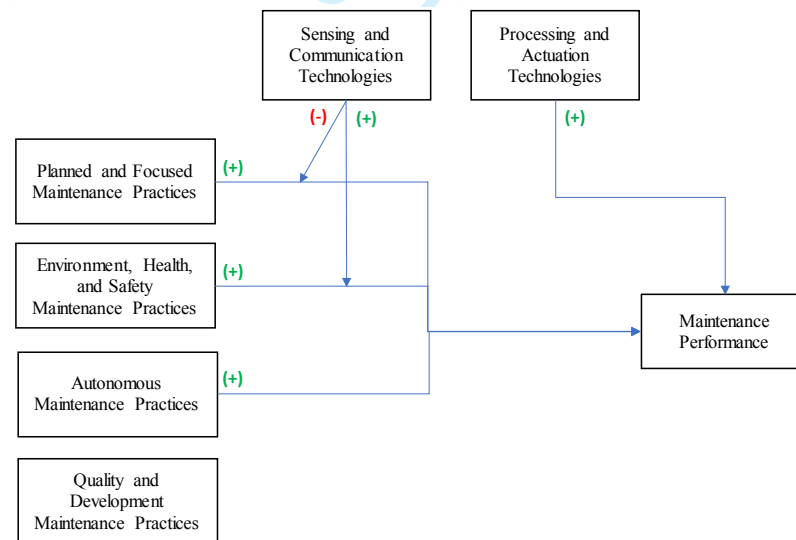 Sensing and
Communication
Technologies
Processing and
Actuation
Technologies
(-)
(+)
(+)
Planned and Focused
Maintenance Practices
(+)
Environment, Health,
and Safety
Maintenance Practices
(+)
Maintenance
Performance
Autonomous
Maintenance Practices
(+)
Quality and
Development
Maintenance Practices